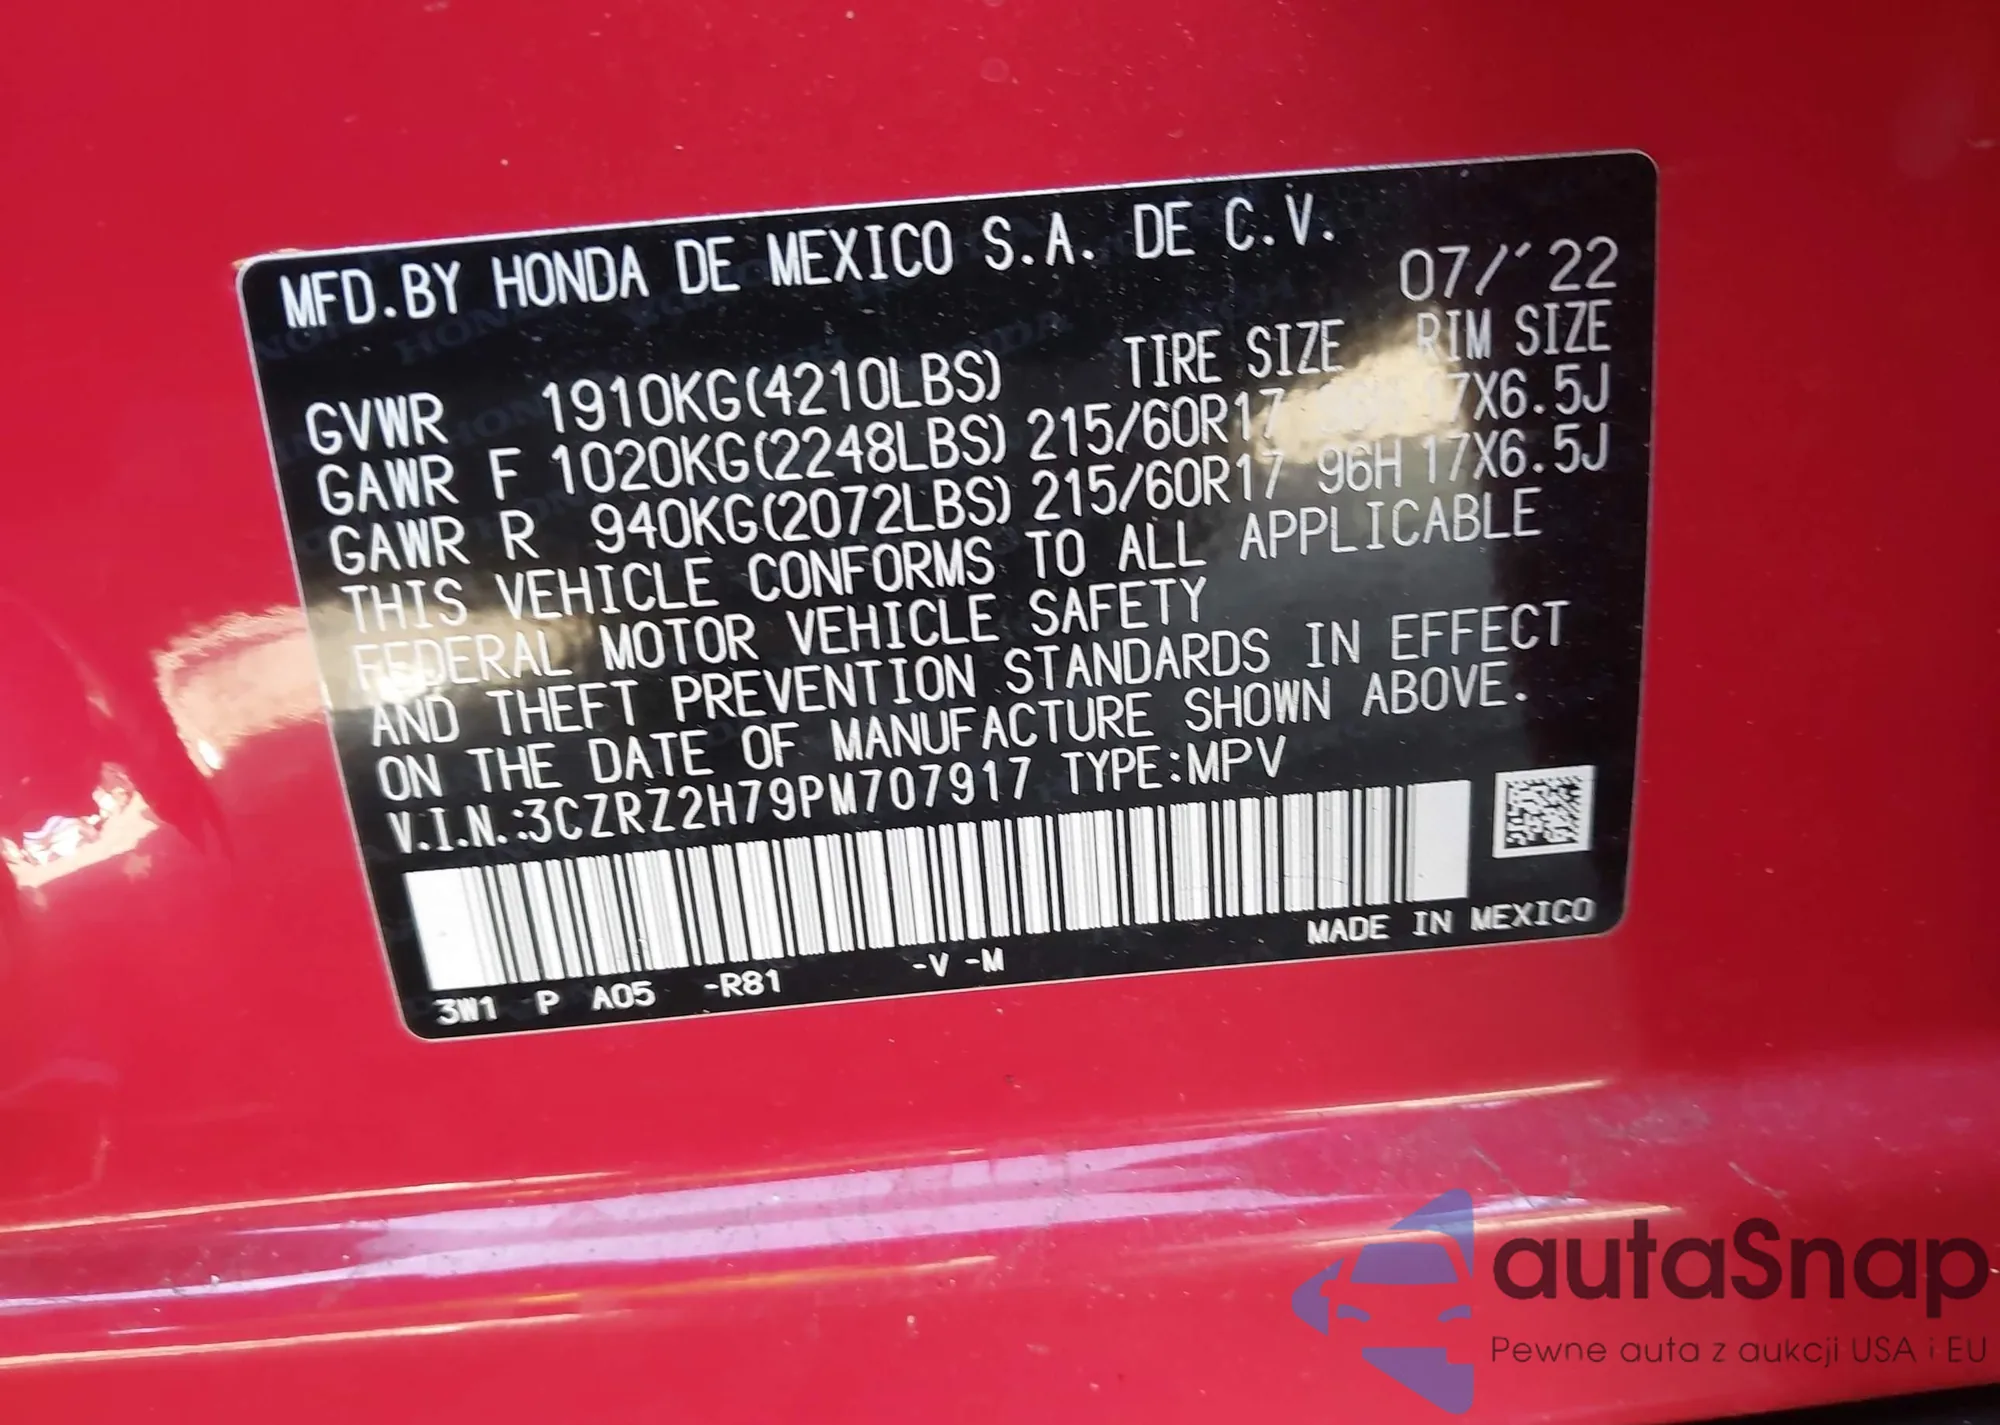 MFD.BY HONDA DE MEXICO S.A. DE C.V.
07/'22
TIRE SIZE RIM SIZE
GVWR 1910KG(4210LBS)
GAWR F 1020KG(2248LBS) 215/60R17 96H 17X6.5J
GAWR R 940KG(2072LBS) 215/60R17 96H 17X6.5J
THIS VEHICLE CONFORMS TO ALL APPLICABLE
FEDERAL MOTOR VEHICLE SAFETY
AND THEFT PREVENTION STANDARDS IN EFFECT
ON THE DATE OF MANUFACTURE SHOWN ABOVE.
V.I.N.:3CZRZ2H79PM707917 TYPE:MPV
MADE IN MEXICO
3W1 P A05 -R81 -V -M
autaSnap
Pewne auta z aukcji USA i EU